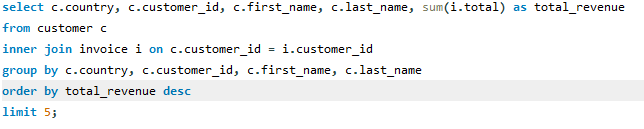 select c.country, c.customer_id, c.first_name, c.last_name, sum(i.total) as total_revenue
from customer c
inner join invoice i on c.customer_id = i.customer_id
group by c.country, c.customer_id, c.first_name, c.last_name
order by total_revenue desc
limit 5;